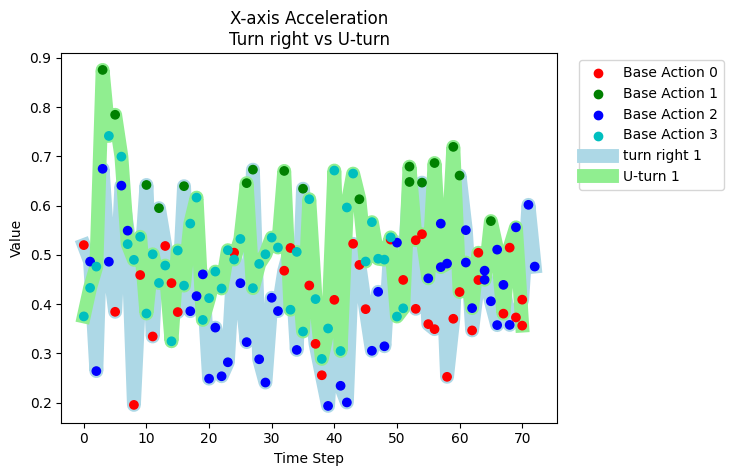 X-axis Acceleration
Turn right vs U-turn
Value
0.9
0.8
0.7
0.6
0.5
0.4
0.3
0.2
0 10 20 30 40 50 60 70
Time Step
Base Action 0
Base Action 1
Base Action 2
Base Action 3
turn right 1
U-turn 1